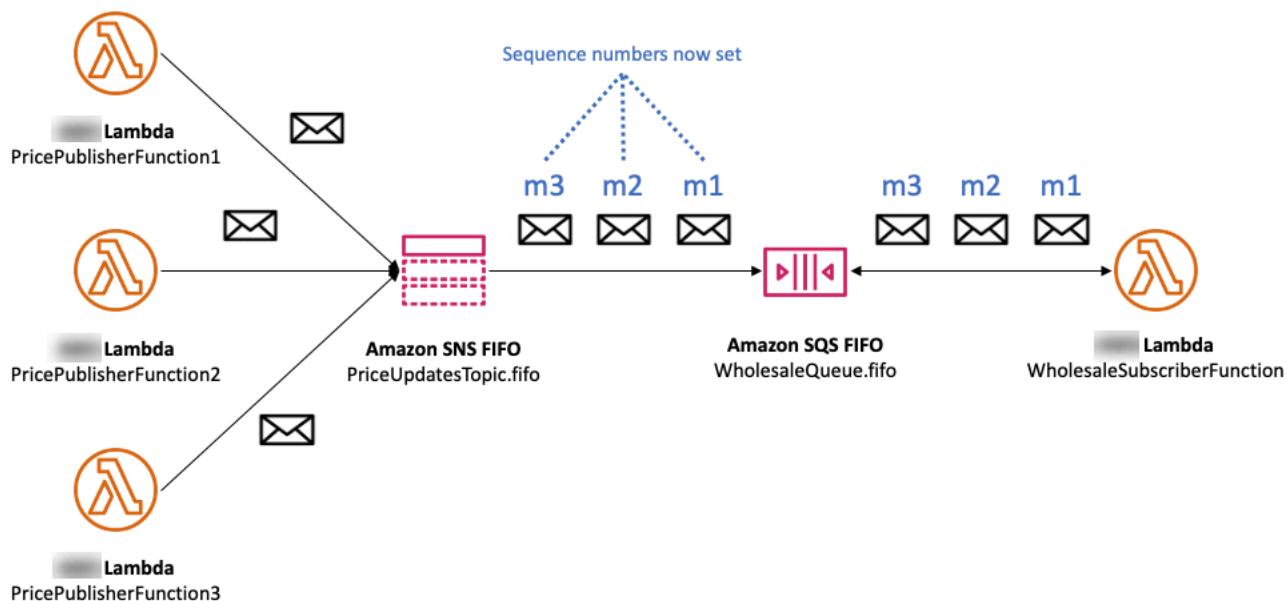 Sequence numbers now set
Lambda
PricePublisherFunction1
m3 m2 m1
m3 m2 m1
Lambda
PricePublisherFunction2
Amazon SNS FIFO
PriceUpdatesTopic.fifo
Amazon SQS FIFO
WholesaleQueue.fifo
Lambda
WholesaleSubscriberFunction
Lambda
PricePublisherFunction3